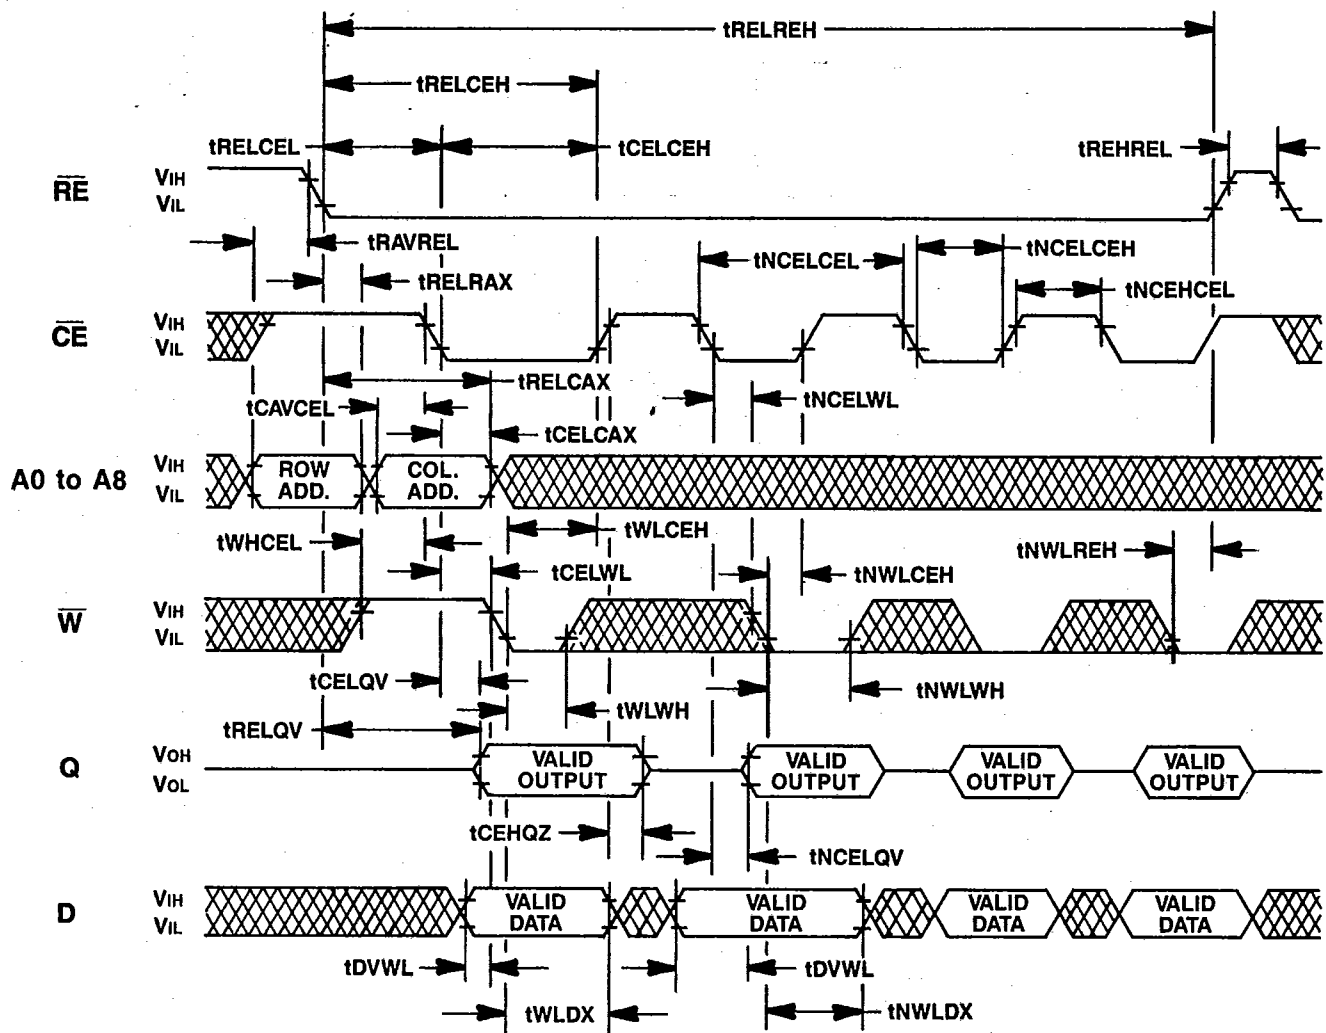 tRELREH
tRELCEH
tRELCEL
tCELCEH
tREHREL
RE
VIH
VIL
tRAVREL
tNCELCEL
tNCELCEH
tRELRAX
tNCEHCEL
CE
VIH
VIL
tRELCAX
tCAVCEL
tNCELWL
tCELCAX
A0 to A8
VIH
VIL
ROW
ADD.
COL.
ADD.
tWHCEL
tWLCEH
tNWLREH
tCELWL
tNWLCEH
W
VIH
VIL
tCELQV
tNWLWH
tWLWH
tRELQV
Q
VOH
VOL
VALID
OUTPUT
VALID
OUTPUT
VALID
OUTPUT
VALID
OUTPUT
tCEHQZ
tNCELQV
D
VIH
VIL
VALID
DATA
VALID
DATA
VALID
DATA
VALID
DATA
tDVWL
tDVWL
tWLDX
tNWLDX